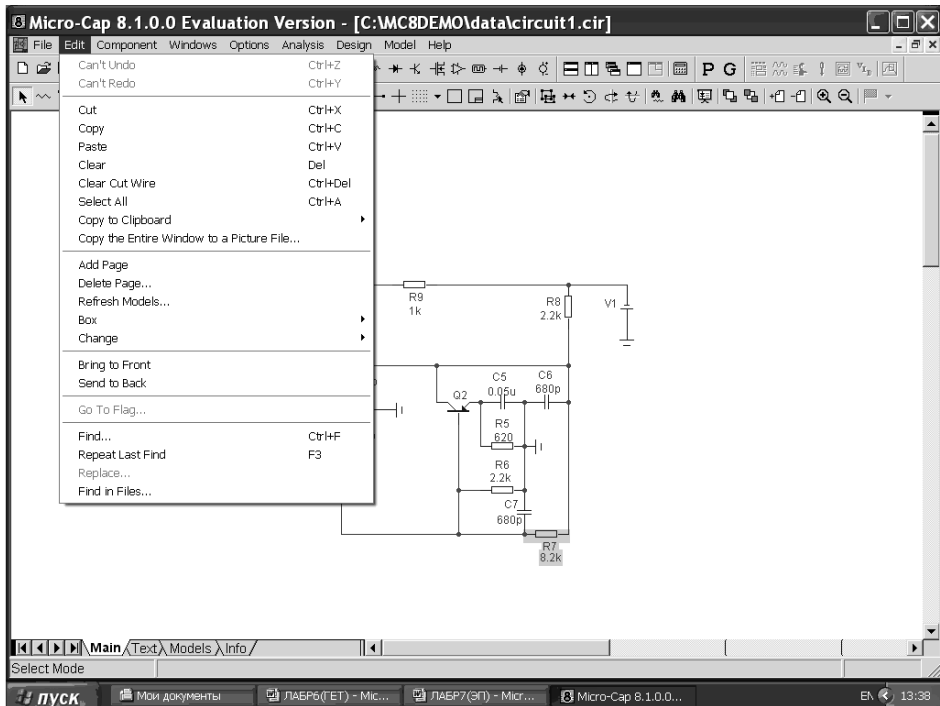 Micro-Cap 8.1.0.0 Evaluation Version - [C:\MC8DEMO\data\circuit1.cir]
File Edit Component Windows Options Analysis Design Model Help
P G
Can't Undo Ctrl+Z
Can't Redo Ctrl+Y
Cut Ctrl+X
Copy Ctrl+C
Paste Ctrl+V
Clear Del
Clear Cut Wire Ctrl+Del
Select All Ctrl+A
Copy to Clipboard
Copy the Entire Window to a Picture File...
Add Page
Delete Page...
Refresh Models...
Box
Change
Bring to Front
Send to Back
Go To Flag...
Find... Ctrl+F
Repeat Last Find F3
Replace...
Find in Files...
R9
1k
R8
2.2k
V1
C5
0.05u
C6
680p
Q2
R5
620
R6
2.2k
C7
680p
R7
8.2k
Main Text Models Info
Select Mode
пуск Мои документы ЛАБР6(ГЕТ) - Mic... ЛАБР7(ЭП) - Micr... Micro-Cap 8.1.0.0... EN 13:38